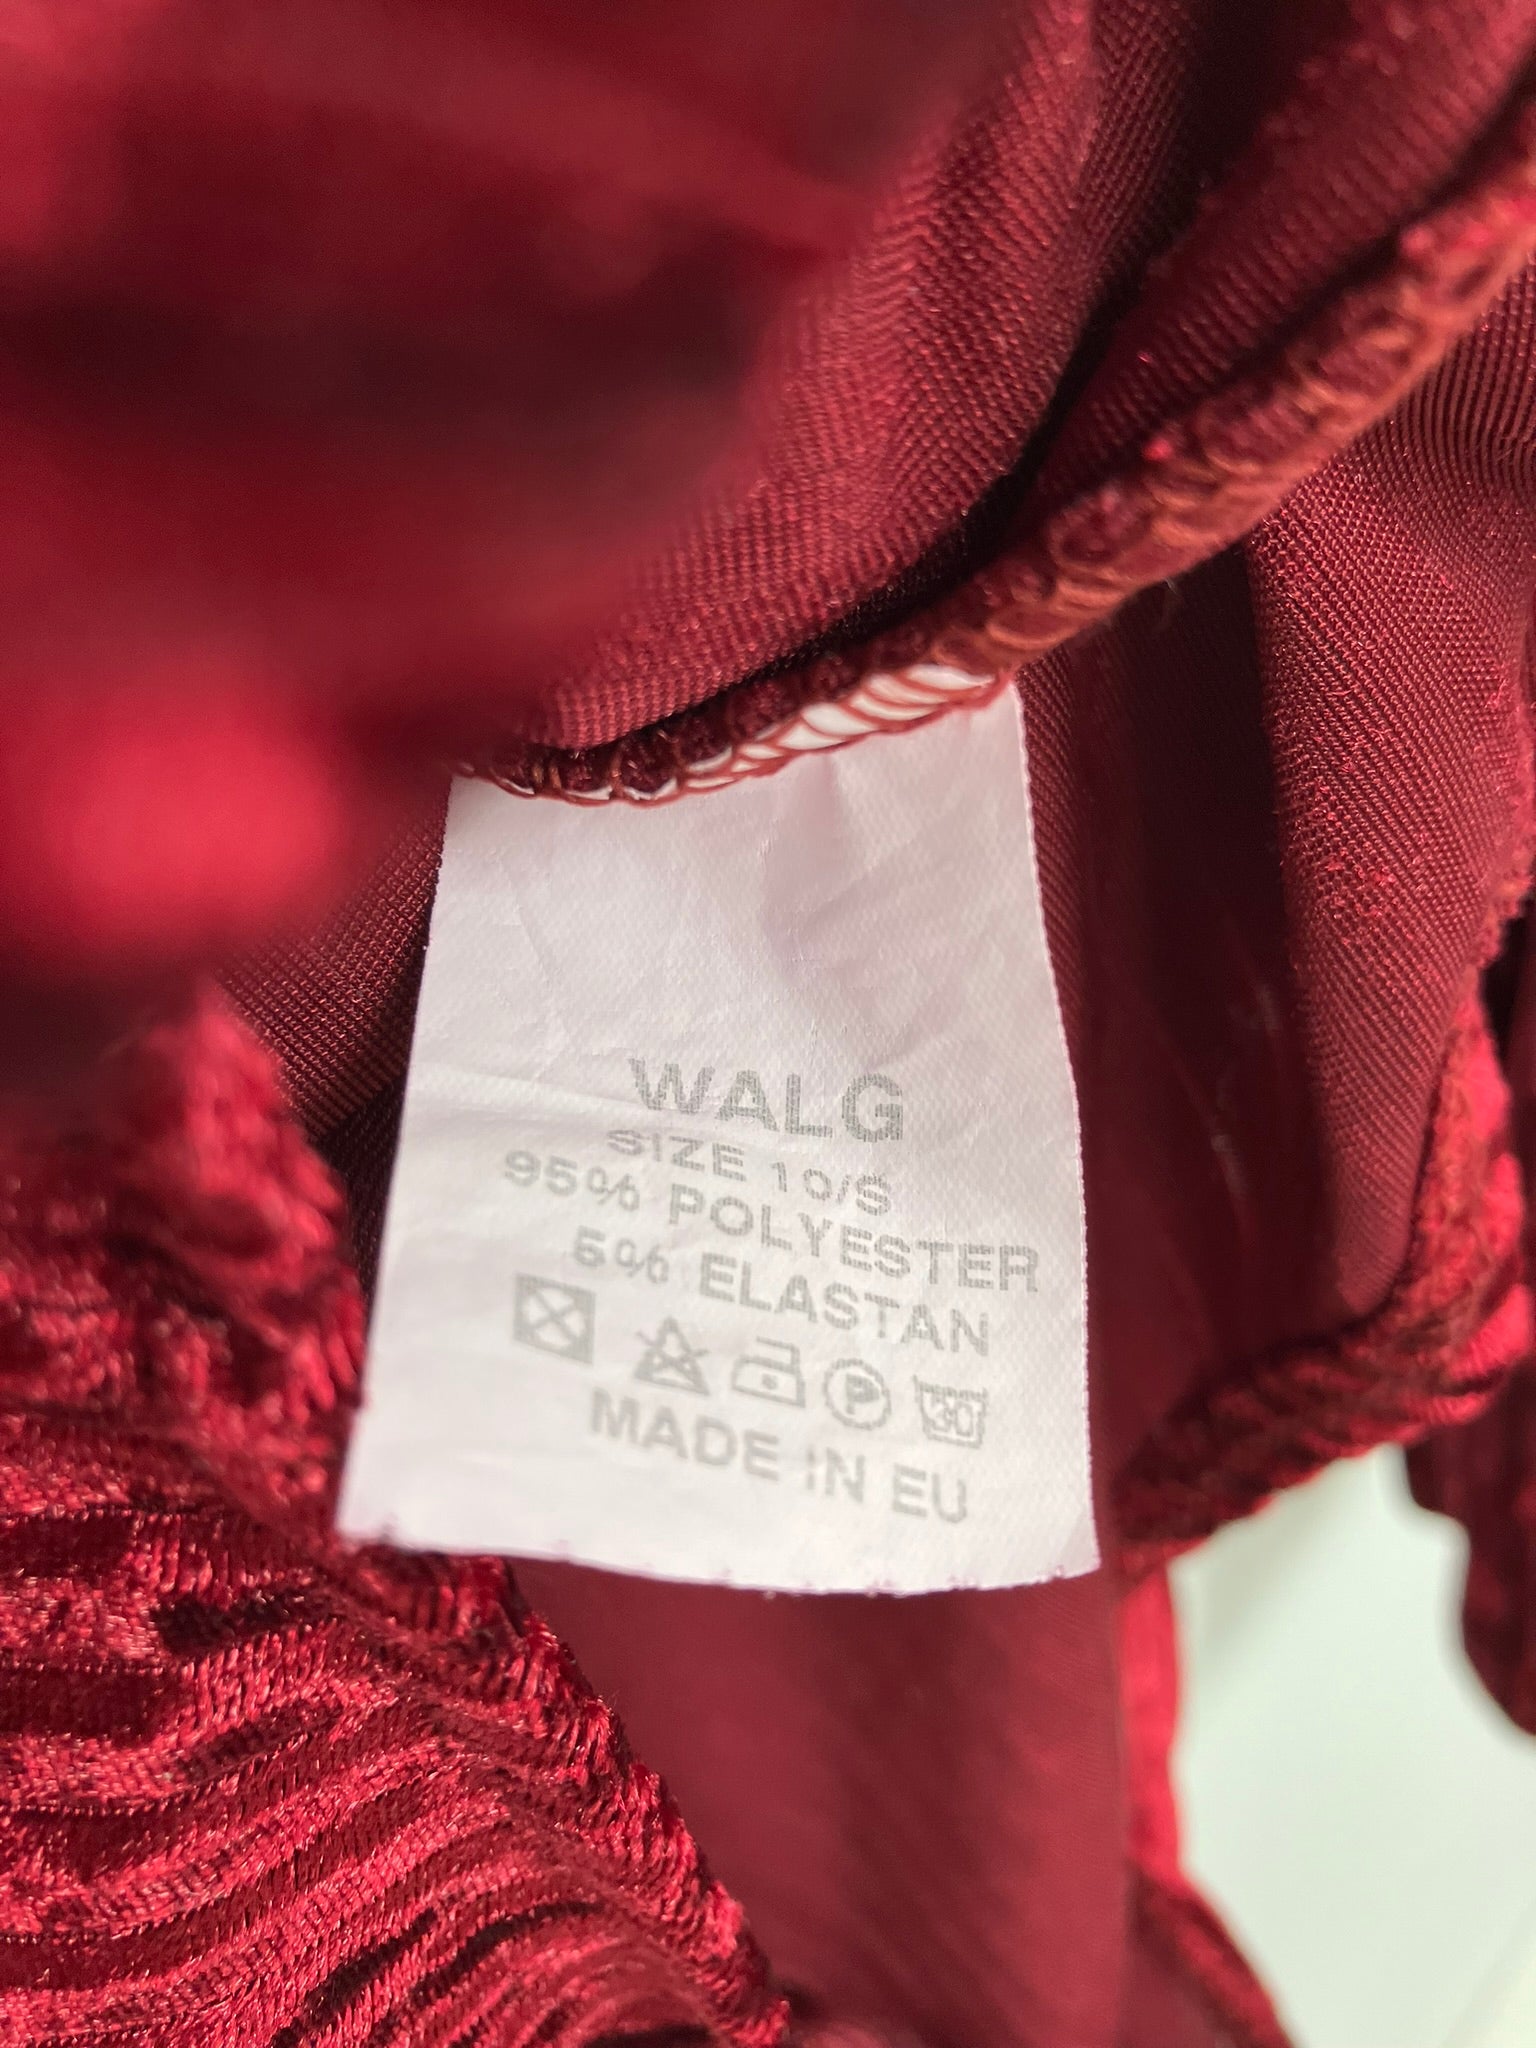 WALG
SIZE 10/S
95% POLYESTER
5% ELASTAN
P 30
MADE IN EU